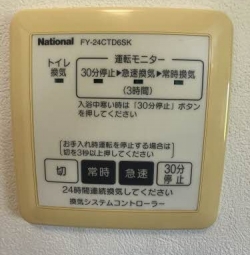 National FY-24CTD6SK
トイレ
換気
運転モニター
30分停止▶急速換気▶常時換気
(3時間)
入浴中寒い時は「30分停止」ボタン
を押してください
お手入れ時運転を停止する場合は
切を3秒以上押してください
切 常時 急速 30分停止
24時間連続換気してください
換気システムコントローラー